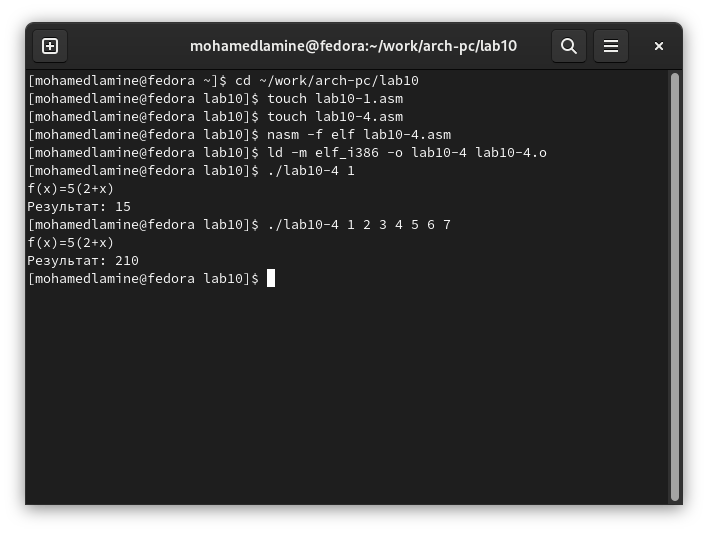 mohamedlamine@fedora:~/work/arch-pc/lab10
[mohamedlamine@fedora ~]$ cd ~/work/arch-pc/lab10
[mohamedlamine@fedora lab10]$ touch lab10-1.asm
[mohamedlamine@fedora lab10]$ touch lab10-4.asm
[mohamedlamine@fedora lab10]$ nasm -f elf lab10-4.asm
[mohamedlamine@fedora lab10]$ ld -m elf_i386 -o lab10-4 lab10-4.o
[mohamedlamine@fedora lab10]$ ./lab10-4 1
f(x)=5(2+x)
Результат: 15
[mohamedlamine@fedora lab10]$ ./lab10-4 1 2 3 4 5 6 7
f(x)=5(2+x)
Результат: 210
[mohamedlamine@fedora lab10]$